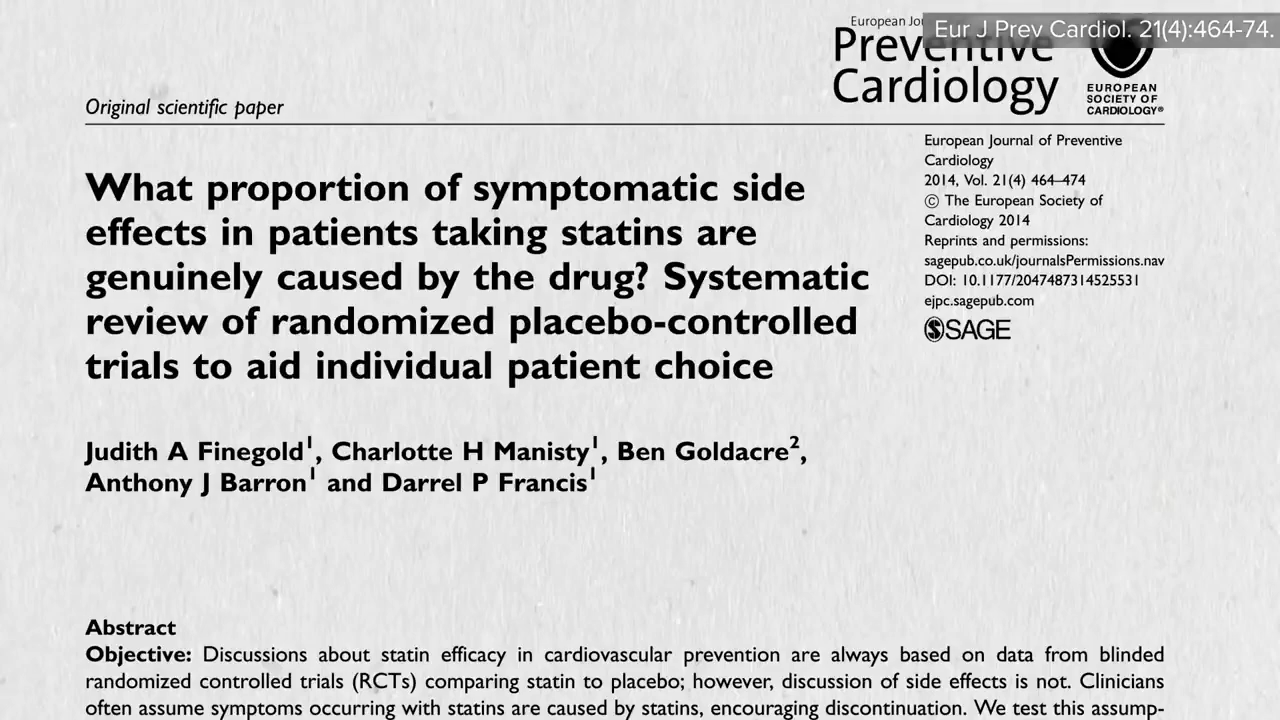 European Jou
Eur J Prev Cardiol. 21(4):464-74.
Preventive
Cardiology
EUROPEAN
SOCIETY OF
CARDIOLOGY®
Original scientific paper
European Journal of Preventive
Cardiology
2014, Vol. 21(4) 464–474
© The European Society of
Cardiology 2014
Reprints and permissions:
sagepub.co.uk/journalsPermissions.nav
DOI: 10.1177/2047487314525531
ejpc.sagepub.com
SAGE
What proportion of symptomatic side
effects in patients taking statins are
genuinely caused by the drug? Systematic
review of randomized placebo-controlled
trials to aid individual patient choice
Judith A Finegold¹, Charlotte H Manisty¹, Ben Goldacre²,
Anthony J Barron¹ and Darrel P Francis¹
Abstract
Objective: Discussions about statin efficacy in cardiovascular prevention are always based on data from blinded
randomized controlled trials (RCTs) comparing statin to placebo; however, discussion of side effects is not. Clinicians
often assume symptoms occurring with statins are caused by statins, encouraging discontinuation. We test this assump-